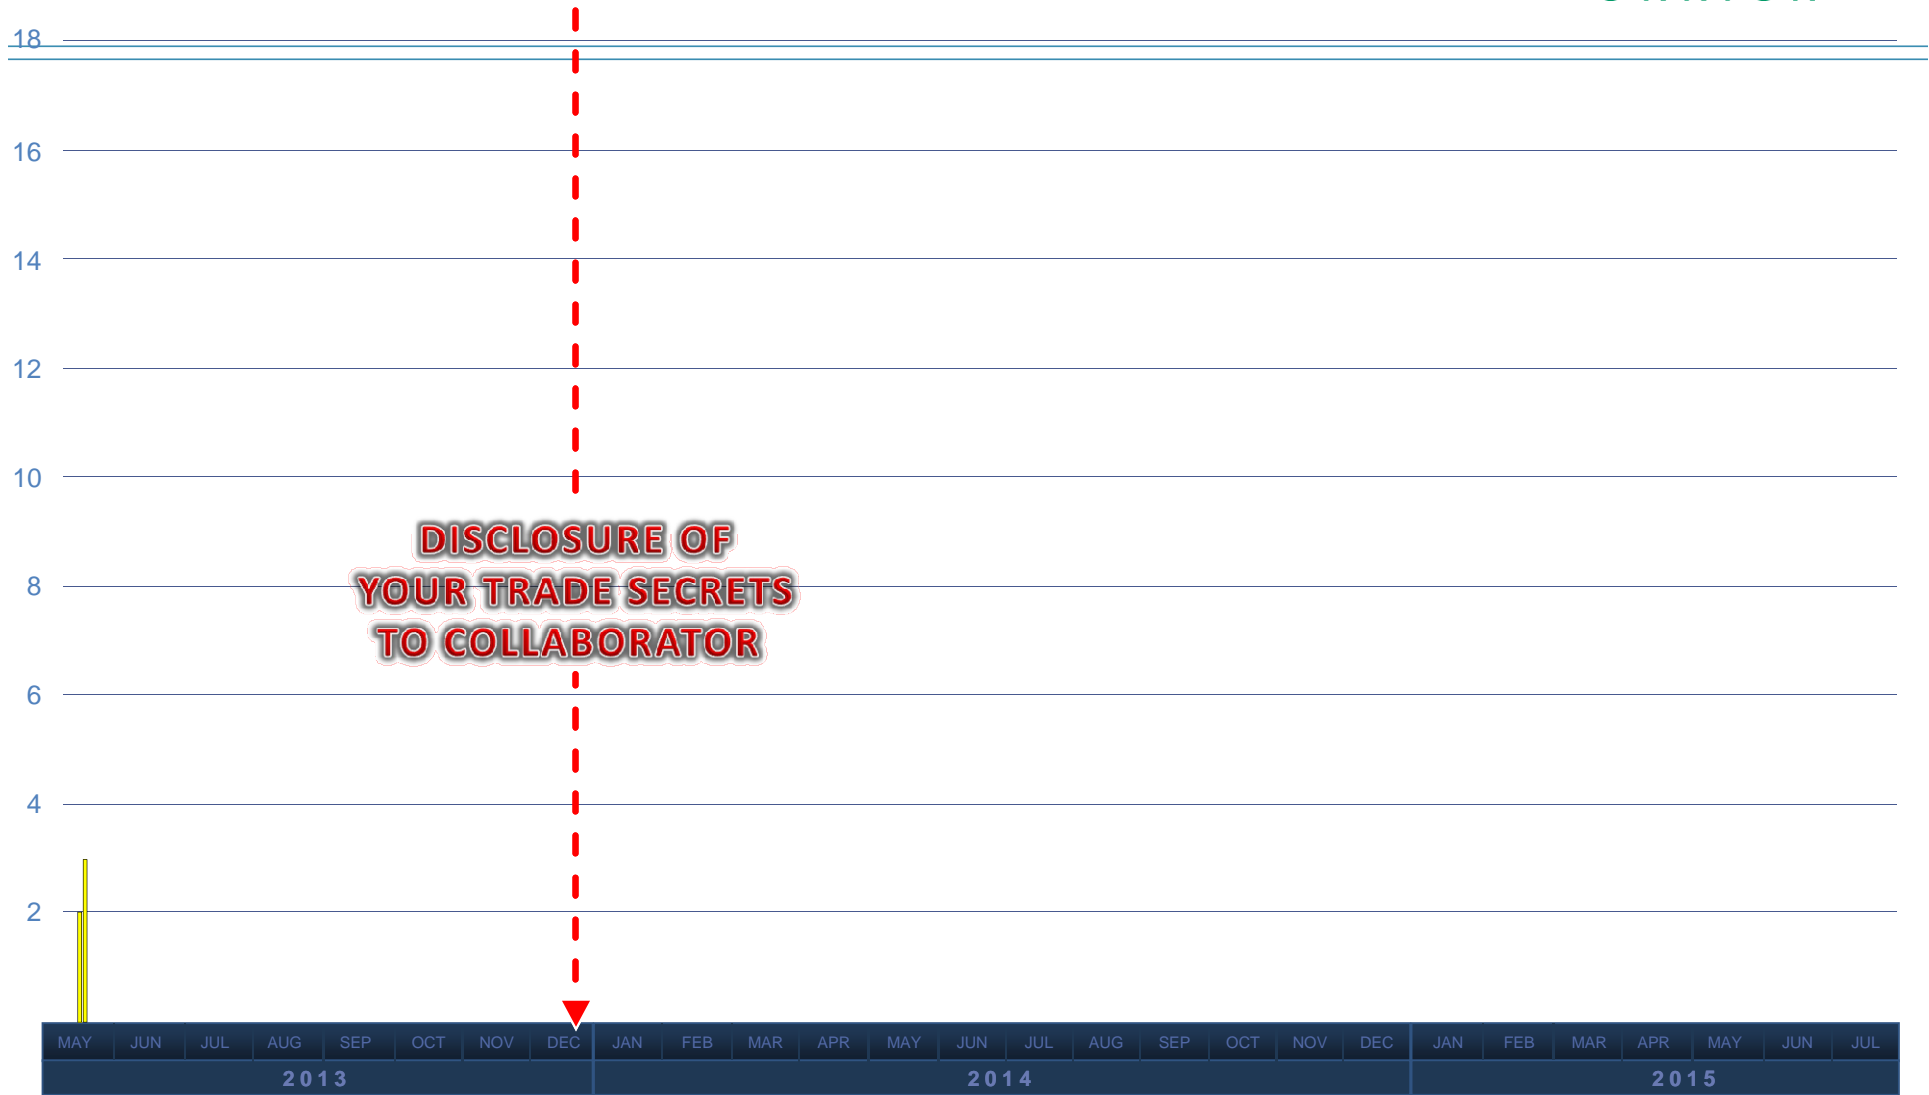 18
16
14
12
10
DISCLOSURE OF
8
YOUR TRADE SECRETS
TO COLLABORATOR
6
4
2
MAY JUN JUL AUG SEP OCT NOV DEC JAN FEB MAR APR MAY JUN JUL AUG SEP OCT NOV DEC JAN FEB MAR APR MAY JUN JUL
2013 2014 2015